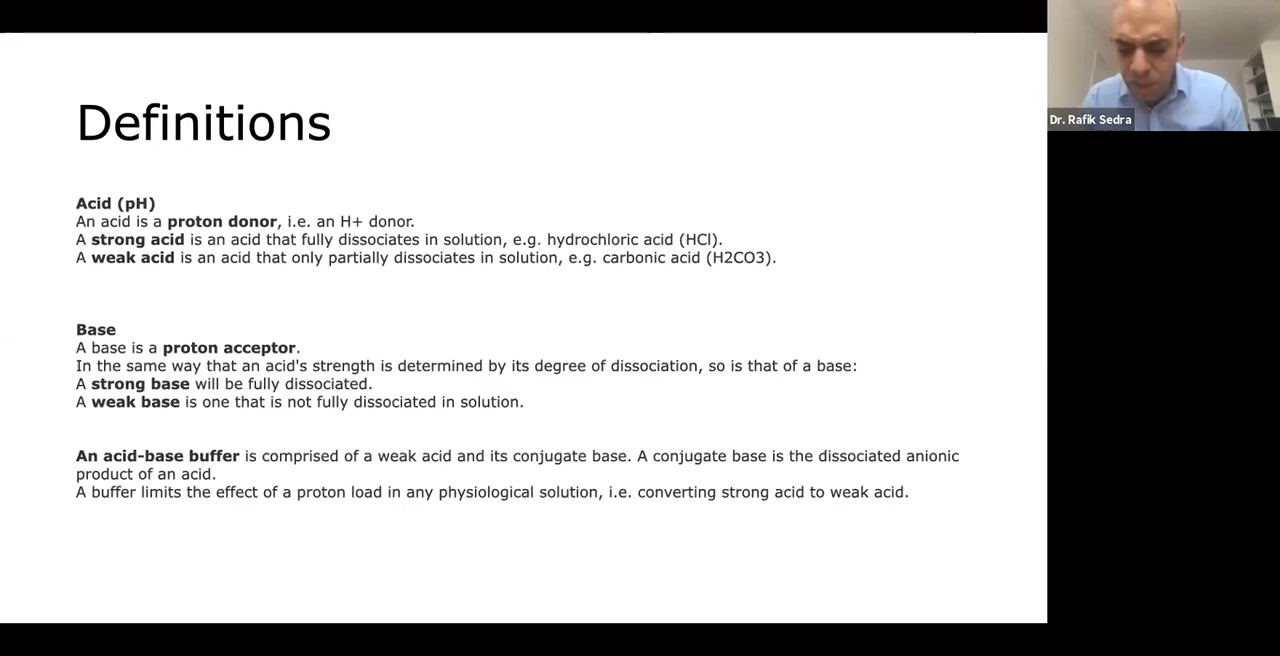 Definitions
Acid (pH)
An acid is a proton donor, i.e. an H+ donor.
A strong acid is an acid that fully dissociates in solution, e.g. hydrochloric acid (HCl).
A weak acid is an acid that only partially dissociates in solution, e.g. carbonic acid (H2CO3).
Base
A base is a proton acceptor.
In the same way that an acid's strength is determined by its degree of dissociation, so is that of a base:
A strong base will be fully dissociated.
A weak base is one that is not fully dissociated in solution.
An acid-base buffer is comprised of a weak acid and its conjugate base. A conjugate base is the dissociated anionic
product of an acid.
A buffer limits the effect of a proton load in any physiological solution, i.e. converting strong acid to weak acid.
Dr. Rafik Sedra